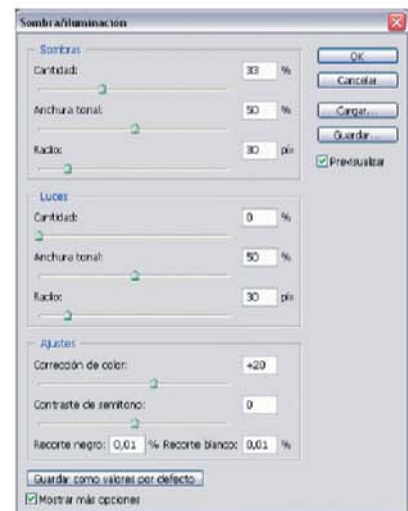 Sombra/iluminación
Sombras
Cantidad: 33 %
Anchura tonal: 50 %
Radio: 30 pix
Luces
Cantidad: 0 %
Anchura tonal: 50 %
Radio: 30 pix
Ajustes
Corrección de color: +20
Contraste de semitono: 0
Recorte negro: 0,01 % Recorte blanco: 0,01 %
Guardar como valores por defecto
Mostrar más opciones
OK
Cancelar
Cargar...
Guardar...
Previsualizar